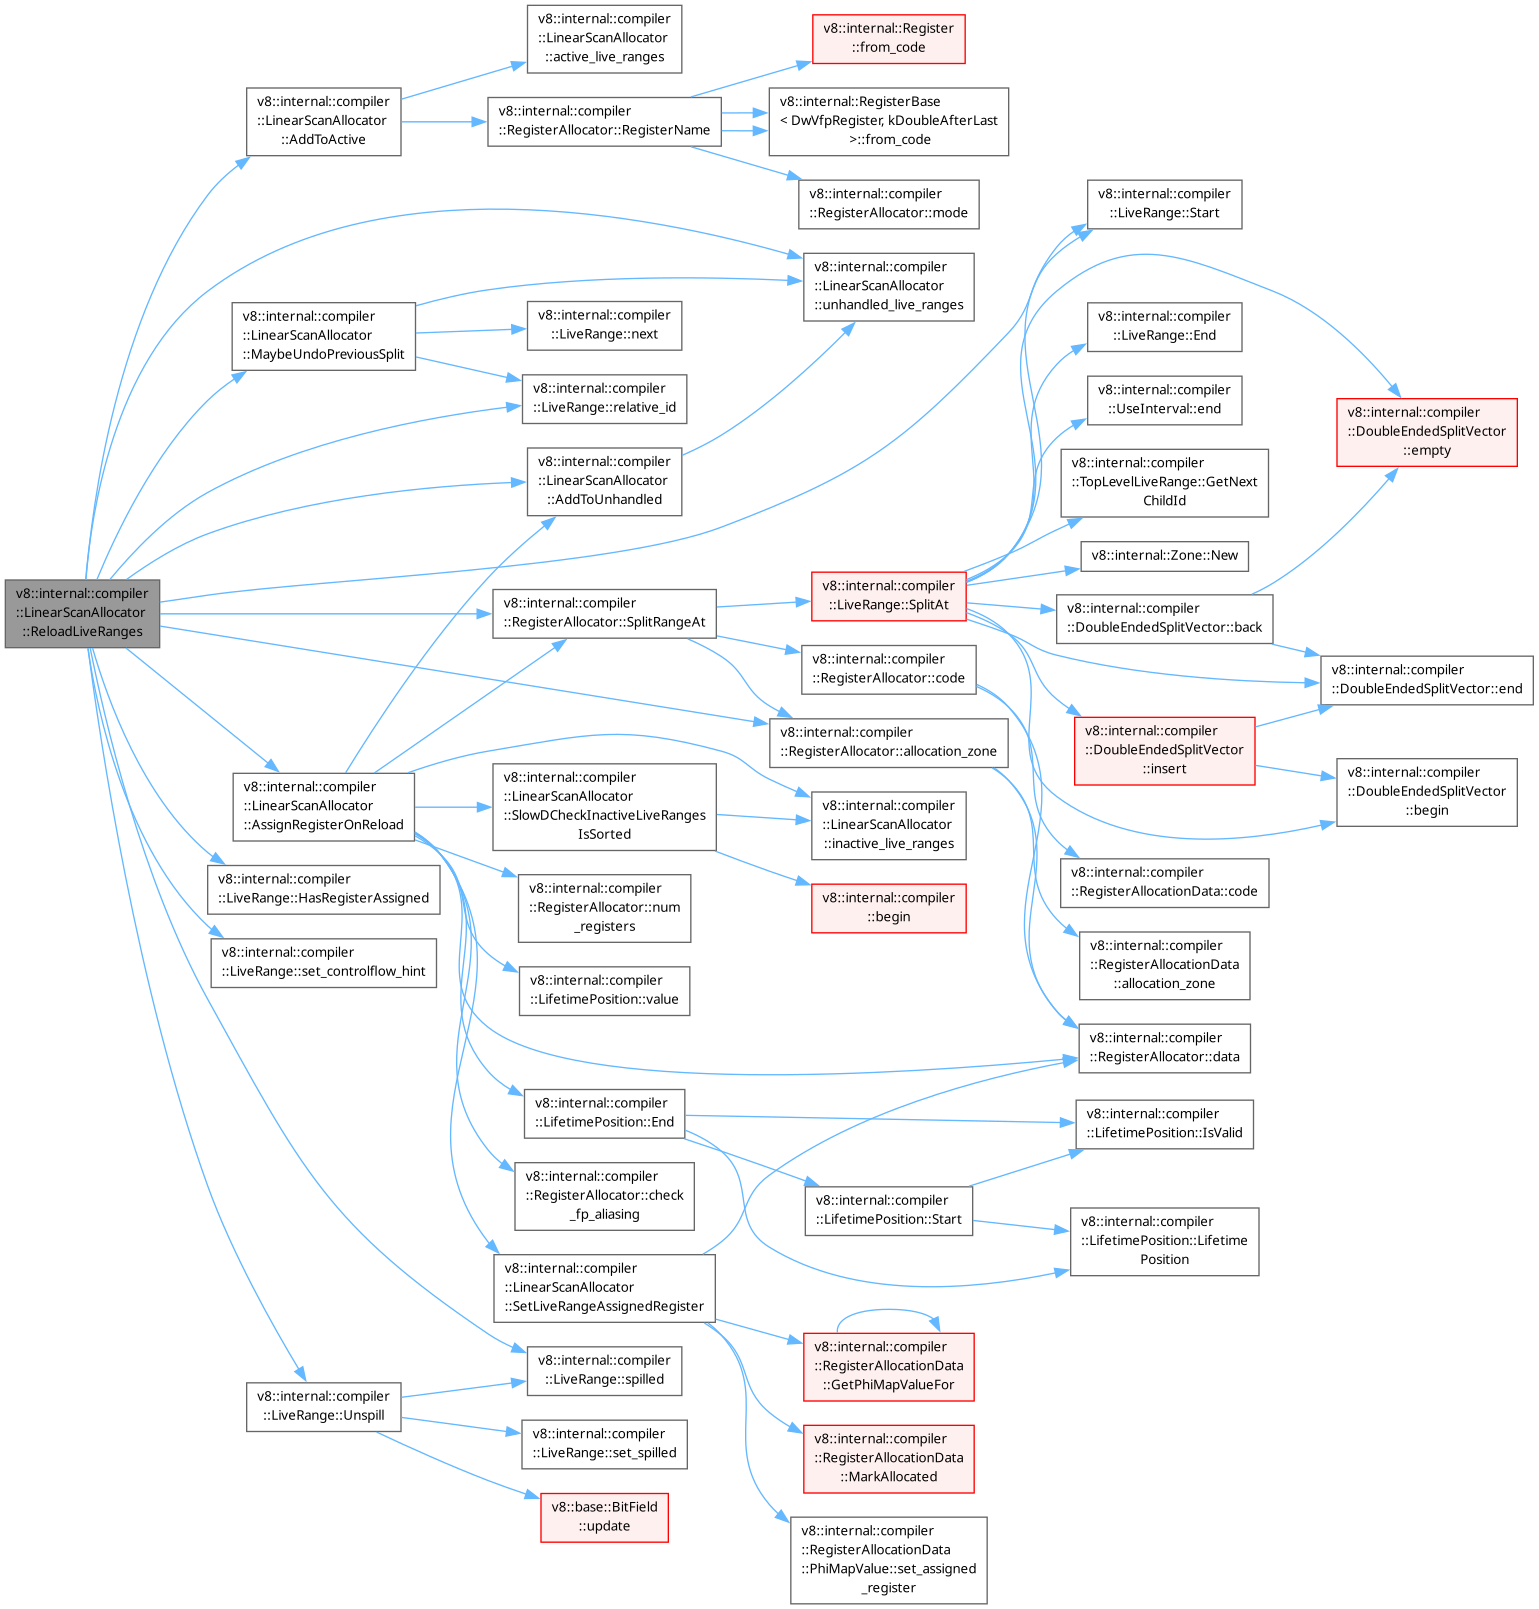 v8::internal::compiler
::LinearScanAllocator
::ReloadLiveRanges
v8::internal::compiler
::LinearScanAllocator
::AddToActive
v8::internal::compiler
::LinearScanAllocator
::active_live_ranges
v8::internal::compiler
::RegisterAllocator::RegisterName
v8::internal::Register
::from_code
v8::internal::RegisterBase
< DwVfpRegister, kDoubleAfterLast
>::from_code
v8::internal::compiler
::RegisterAllocator::mode
v8::internal::compiler
::LinearScanAllocator
::unhandled_live_ranges
v8::internal::compiler
::LinearScanAllocator
::MaybeUndoPreviousSplit
v8::internal::compiler
::LiveRange::next
v8::internal::compiler
::LiveRange::relative_id
v8::internal::compiler
::LinearScanAllocator
::AddToUnhandled
v8::internal::compiler
::LiveRange::Start
v8::internal::compiler
::LiveRange::End
v8::internal::compiler
::UseInterval::end
v8::internal::compiler
::TopLevelLiveRange::GetNext
ChildId
v8::internal::Zone::New
v8::internal::compiler
::DoubleEndedSplitVector
::empty
v8::internal::compiler
::RegisterAllocator::SplitRangeAt
v8::internal::compiler
::LiveRange::SplitAt
v8::internal::compiler
::DoubleEndedSplitVector::back
v8::internal::compiler
::RegisterAllocator::code
v8::internal::compiler
::DoubleEndedSplitVector::end
v8::internal::compiler
::RegisterAllocator::allocation_zone
v8::internal::compiler
::DoubleEndedSplitVector
::insert
v8::internal::compiler
::DoubleEndedSplitVector
::begin
v8::internal::compiler
::LinearScanAllocator
::AssignRegisterOnReload
v8::internal::compiler
::LinearScanAllocator
::SlowDCheckInactiveLiveRanges
IsSorted
v8::internal::compiler
::LinearScanAllocator
::inactive_live_ranges
v8::internal::compiler
::begin
v8::internal::compiler
::RegisterAllocationData::code
v8::internal::compiler
::LiveRange::HasRegisterAssigned
v8::internal::compiler
::RegisterAllocator::num
_registers
v8::internal::compiler
::RegisterAllocationData
::allocation_zone
v8::internal::compiler
::LiveRange::set_controlflow_hint
v8::internal::compiler
::LifetimePosition::value
v8::internal::compiler
::RegisterAllocator::data
v8::internal::compiler
::LifetimePosition::End
v8::internal::compiler
::LifetimePosition::IsValid
v8::internal::compiler
::RegisterAllocator::check
_fp_aliasing
v8::internal::compiler
::LifetimePosition::Start
v8::internal::compiler
::LifetimePosition::Lifetime
Position
v8::internal::compiler
::LinearScanAllocator
::SetLiveRangeAssignedRegister
v8::internal::compiler
::RegisterAllocationData
::GetPhiMapValueFor
v8::internal::compiler
::LiveRange::Unspill
v8::internal::compiler
::LiveRange::spilled
v8::internal::compiler
::LiveRange::set_spilled
v8::internal::compiler
::RegisterAllocationData
::MarkAllocated
v8::base::BitField
::update
v8::internal::compiler
::RegisterAllocationData
::PhiMapValue::set_assigned
_register